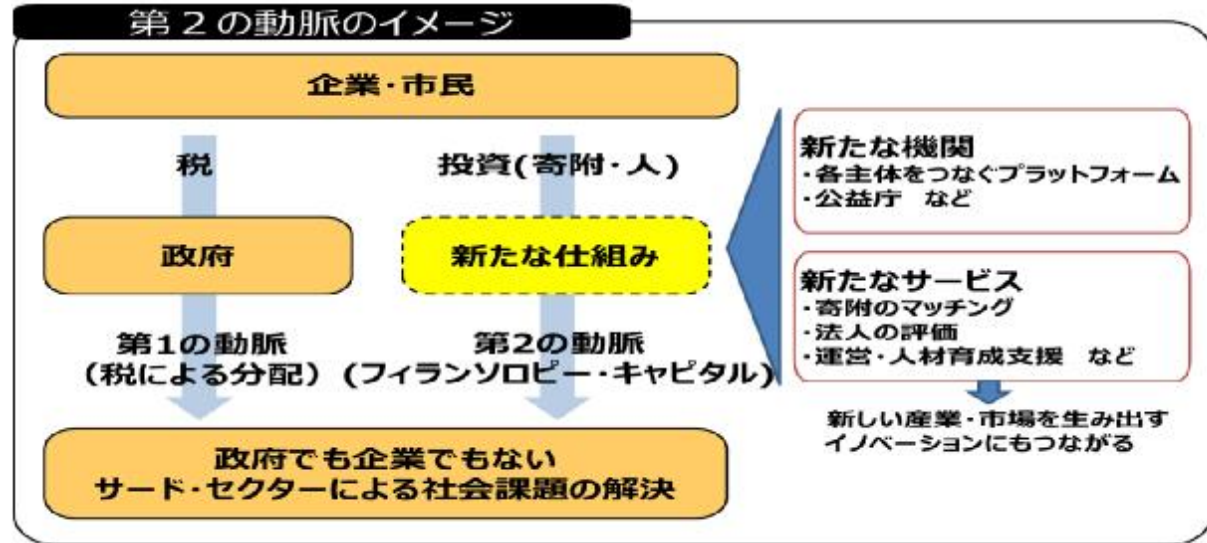 第2の動脈のイメージ
企業・市民
税
投資(寄附・人)
政府
新たな仕組み
第1の動脈
(税による分配)
第2の動脈
(フィランソロピー・キャピタル)
政府でも企業でもない
サード・セクターによる社会課題の解決
新たな機関
・各主体をつなぐプラットフォーム
・公益庁 など
新たなサービス
・寄附のマッチング
・法人の評価
・運営・人材育成支援 など
新しい産業・市場を生み出す
イノベーションにもつながる